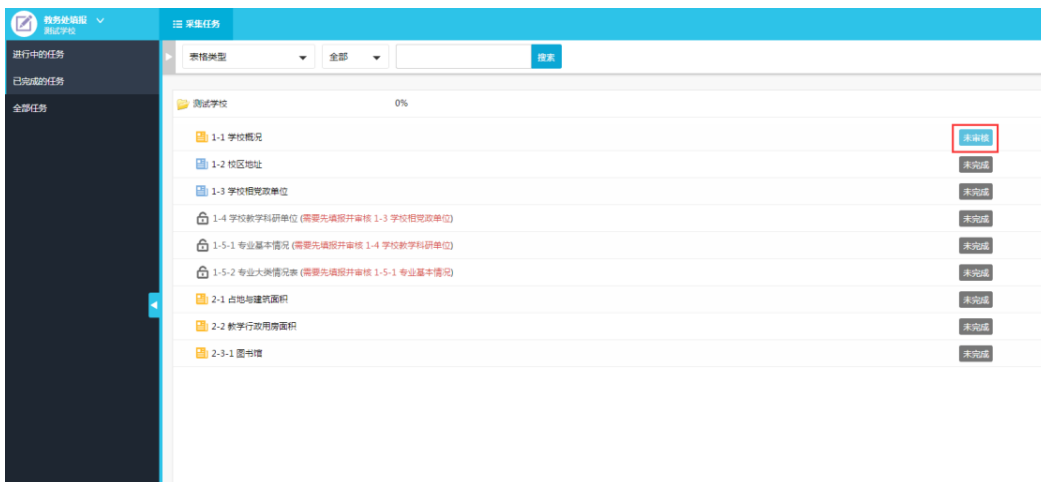 教务处填报
测试学校
采集任务
进行中的任务
已完成的任务
全部任务
表格类型 全部 搜索
测试学校 0%
1-1 学校概况 未审核
1-2 校区地址 未完成
1-3 学校相党政单位 未完成
1-4 学校教学科研单位 (需要先填报并审核 1-3 学校相党政单位) 未完成
1-5-1 专业基本情况 (需要先填报并审核 1-4 学校教学科研单位) 未完成
1-5-2 专业大类情况表 (需要先填报并审核 1-5-1 专业基本情况) 未完成
2-1 占地与建筑面积 未完成
2-2 教学行政用房面积 未完成
2-3-1 图书馆 未完成